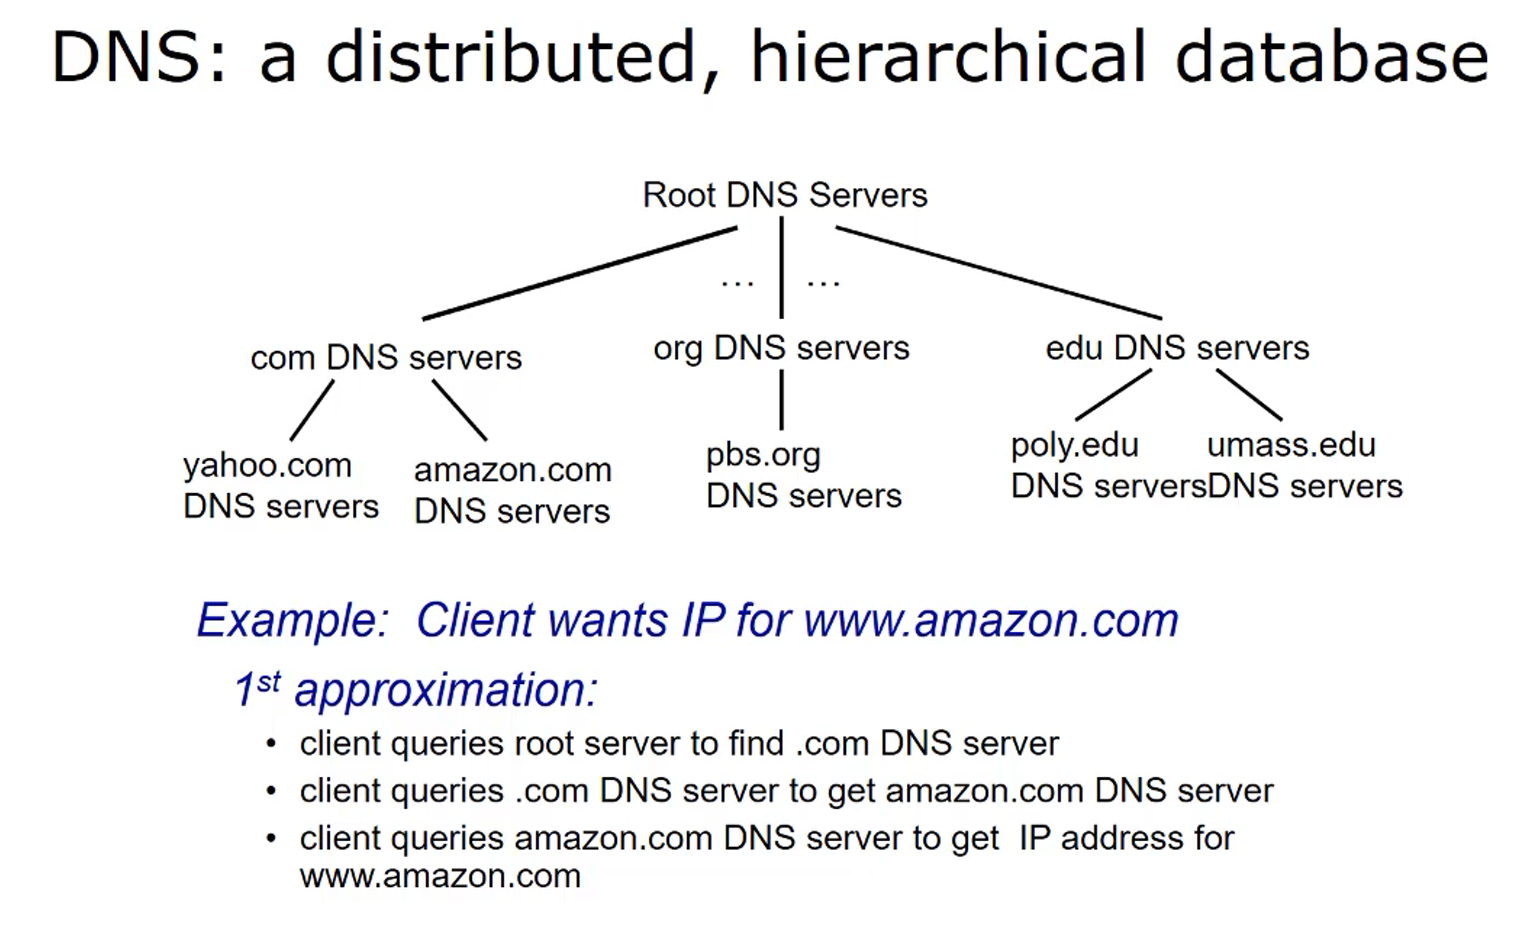 DNS: a distributed, hierarchical database
Root DNS Servers
… …
com DNS servers
org DNS servers
edu DNS servers
yahoo.com
DNS servers
amazon.com
DNS servers
pbs.org
DNS servers
poly.edu
DNS servers
umass.edu
DNS servers
Example: Client wants IP for www.amazon.com
1st approximation:
• client queries root server to find .com DNS server
• client queries .com DNS server to get amazon.com DNS server
• client queries amazon.com DNS server to get IP address for
www.amazon.com